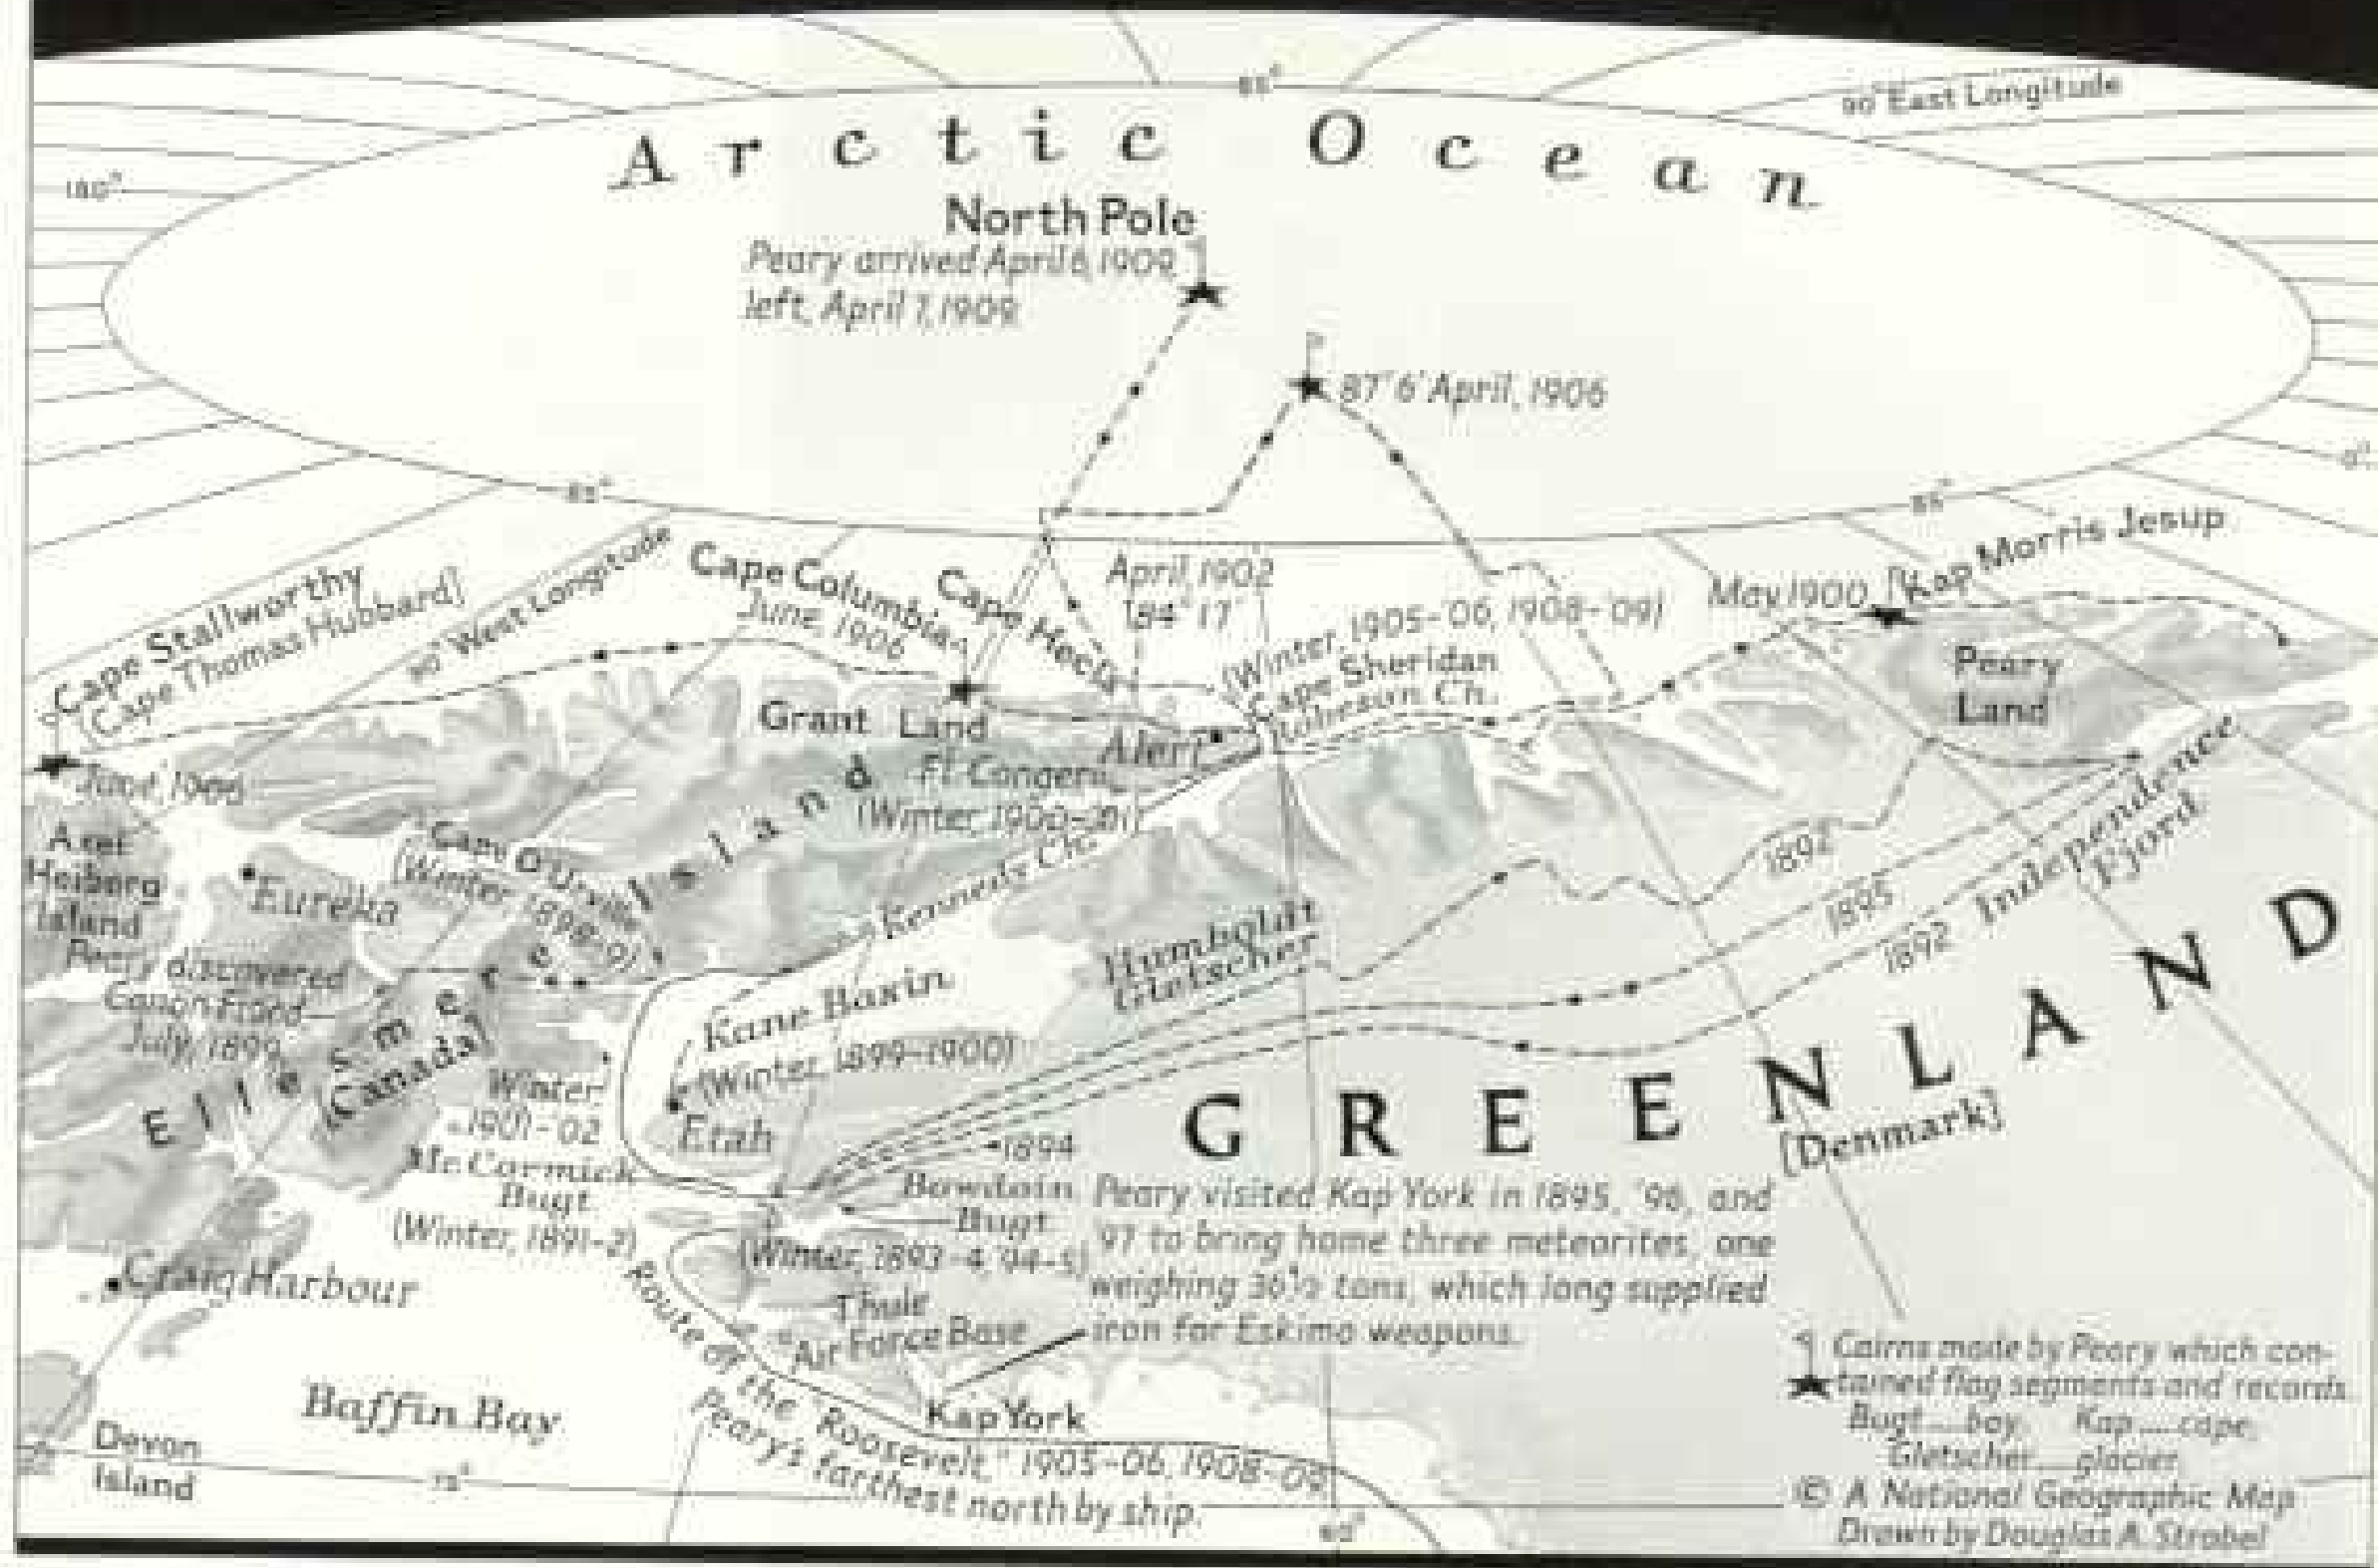 85°
90° East Longitude
Arctic Ocean
180°
North Pole
Peary arrived April 6, 1909
left, April 7, 1909
87°6' April, 1906
0°
85°
85°
Kap Morris Jesup
May, 1900
Cape Stallworthy
(Cape Thomas Hubbard)
90° West Longitude
Cape Columbia
June, 1906
Cape Hecla
April, 1902
84°17'
(Winter, 1905-'06, 1908-'09)
Cape Sheridan
Robeson Ch.
Peary
Land
Grant Land
Alert
June, 1906
Ft. Conger
(Winter, 1900-'01)
Kennedy Ch.
Axel
Heiberg
Island
Eureka
Cape D'Urville
(Winter, 1898-9)
Peary discovered
Canon Fiord
July, 1899
Ellesmere Island
(Canada)
1892
1895
1892
Independence
Fjord
Humboldt
Gletscher
Kane Basin
(Winter, 1899-1900)
Etah
Winter
1901-'02
GREENLAND
(Denmark)
1894
McCormick
Bugt
(Winter, 1891-2)
Bowdoin
Bugt
(Winter, 1893-4, 94-5)
Peary visited Kap York in 1895, '96, and
'97 to bring home three meteorites, one
weighing 36½ tons, which long supplied
iron for Eskimo weapons.
Craig Harbour
Thule
Air Force Base
Kap York
Route of the "Roosevelt," 1905-06, 1908-09
Peary's farthest north by ship.
Baffin Bay
Devon
Island
75°
60°
Cairns made by Peary which con-
tained flag segments and records.
Bugt....bay, Kap....cape,
Gletscher....glacier
© A National Geographic Map
Drawn by Douglas A. Strobel